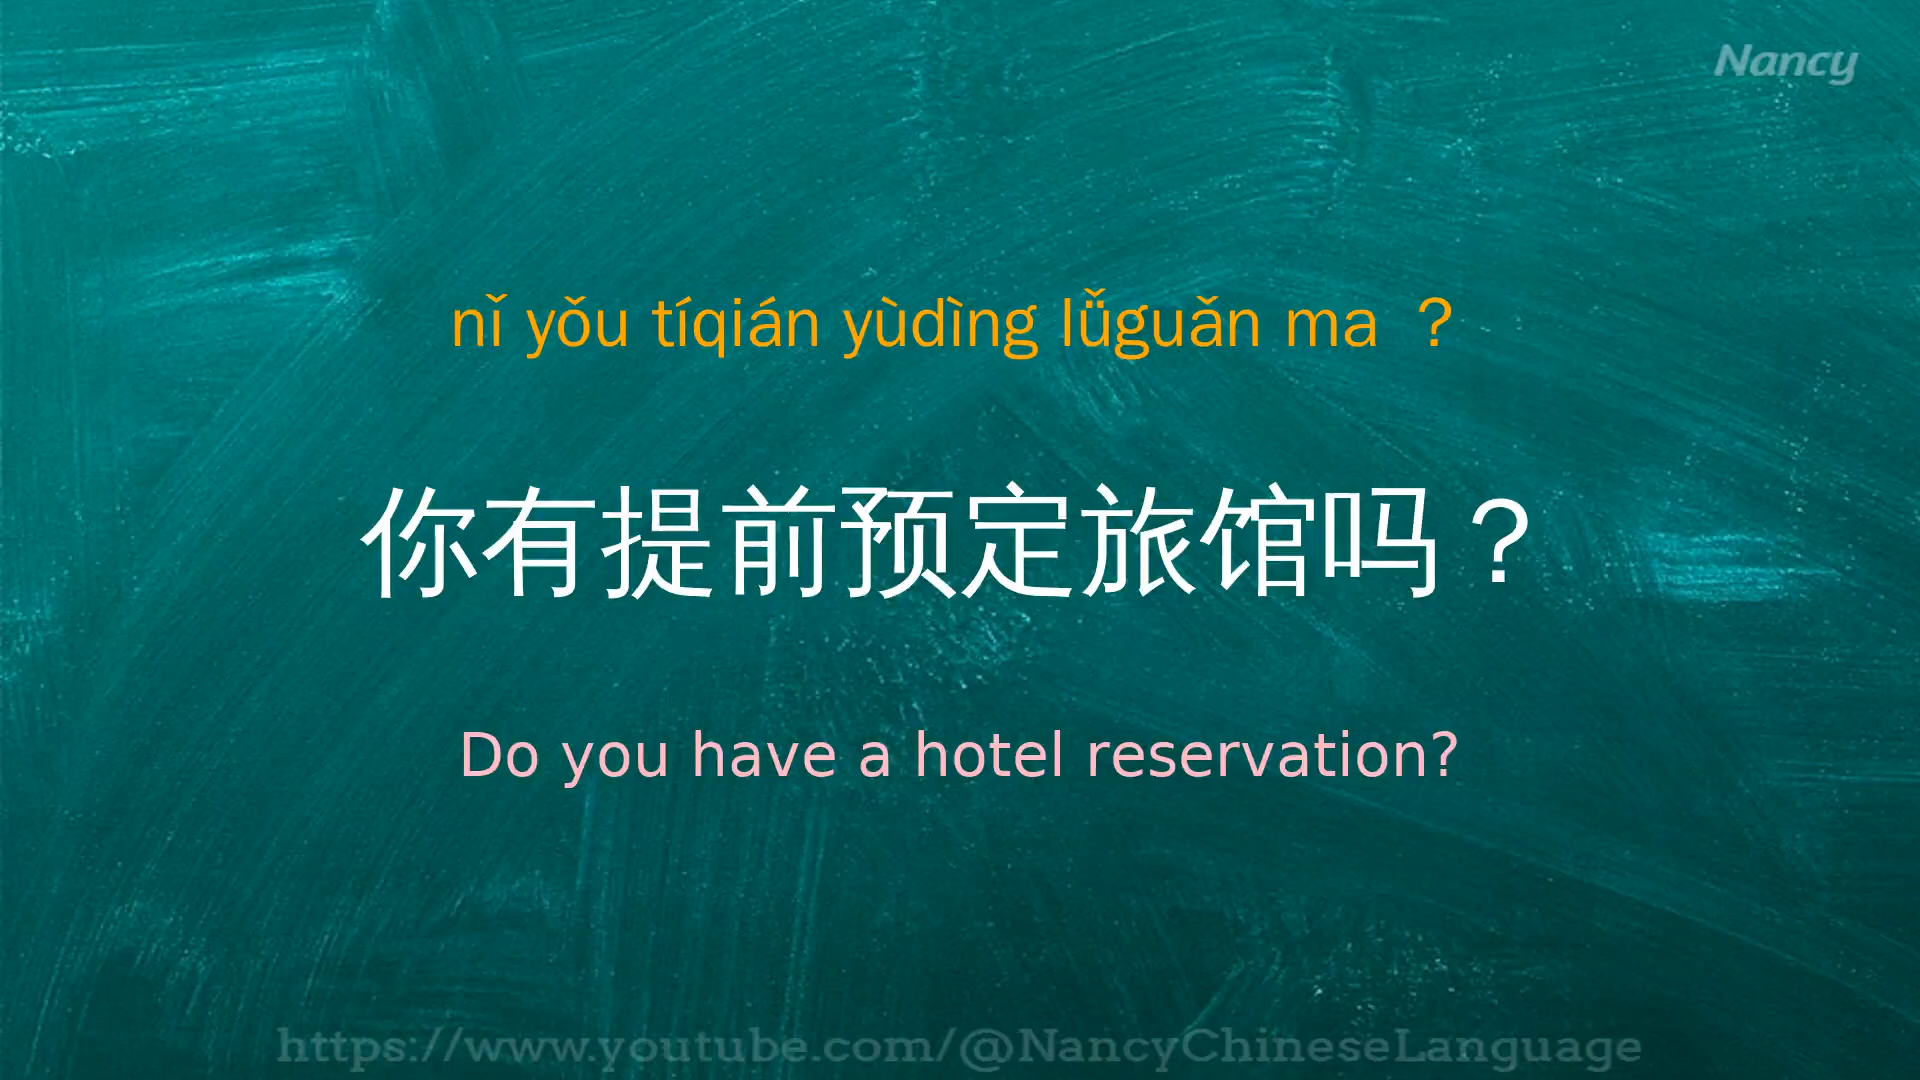 Nancy
nǐ yǒu tíqián yùdìng lǚguǎn ma ？
你有提前预定旅馆吗？
Do you have a hotel reservation?
https://www.youtube.com/@NancyChineseLanguage